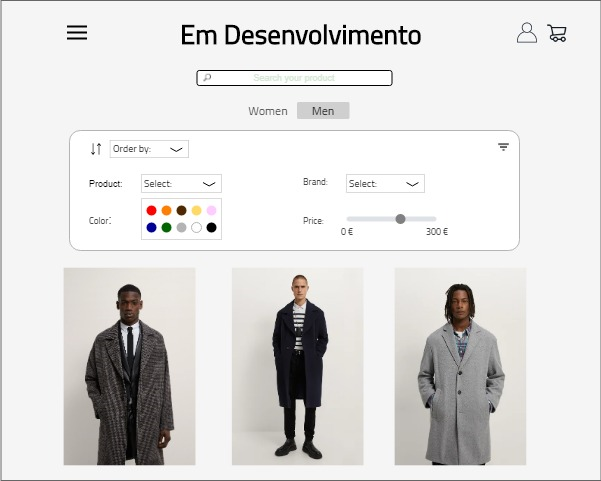 Em Desenvolvimento
Search your product
Women Men
Order by:
Product: Select: Brand: Select:
Color: Price:
0 € 300 €